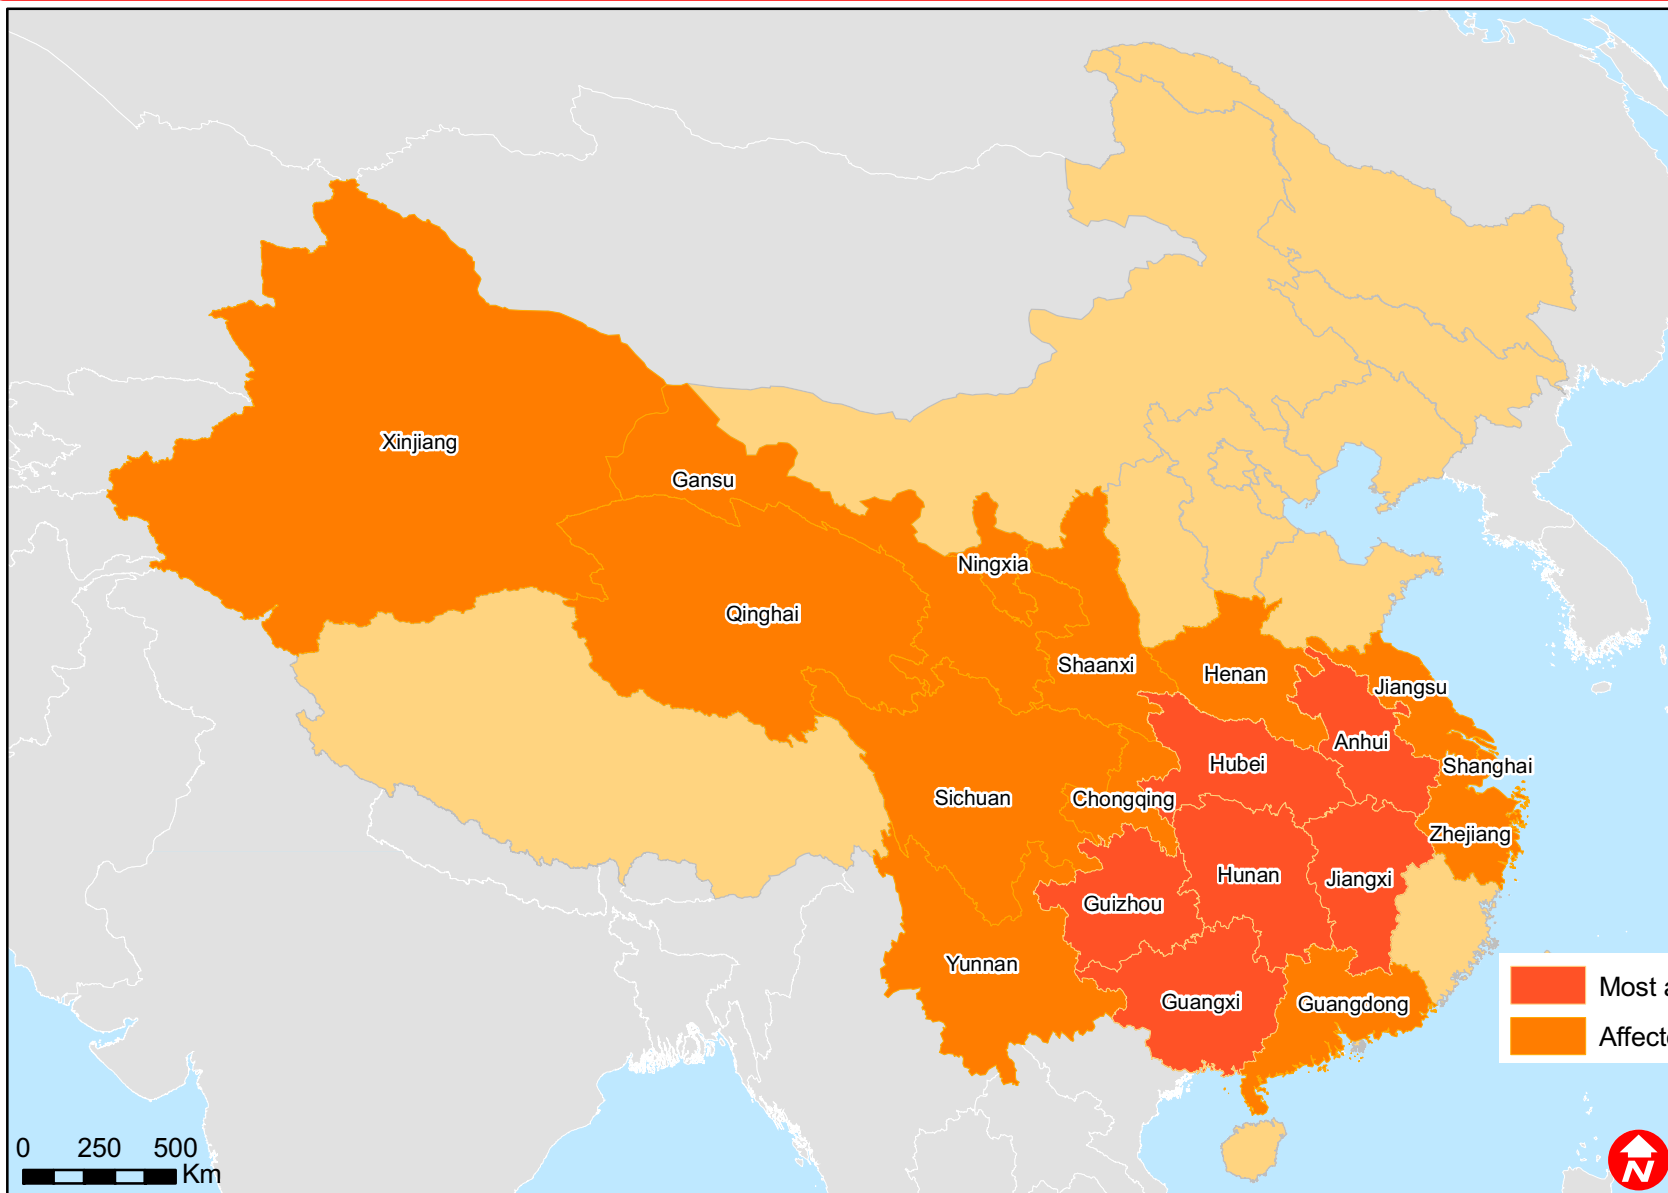 Xinjiang
Gansu
Ningxia
Qinghai
Shaanxi
Henan
Jiangsu
Anhui
Hubei
Shanghai
Sichuan
Chongqing
Zhejiang
Hunan
Jiangxi
Guizhou
Yunnan
Guangxi
Guangdong
Most a
Affect
0 250 500
Km
N